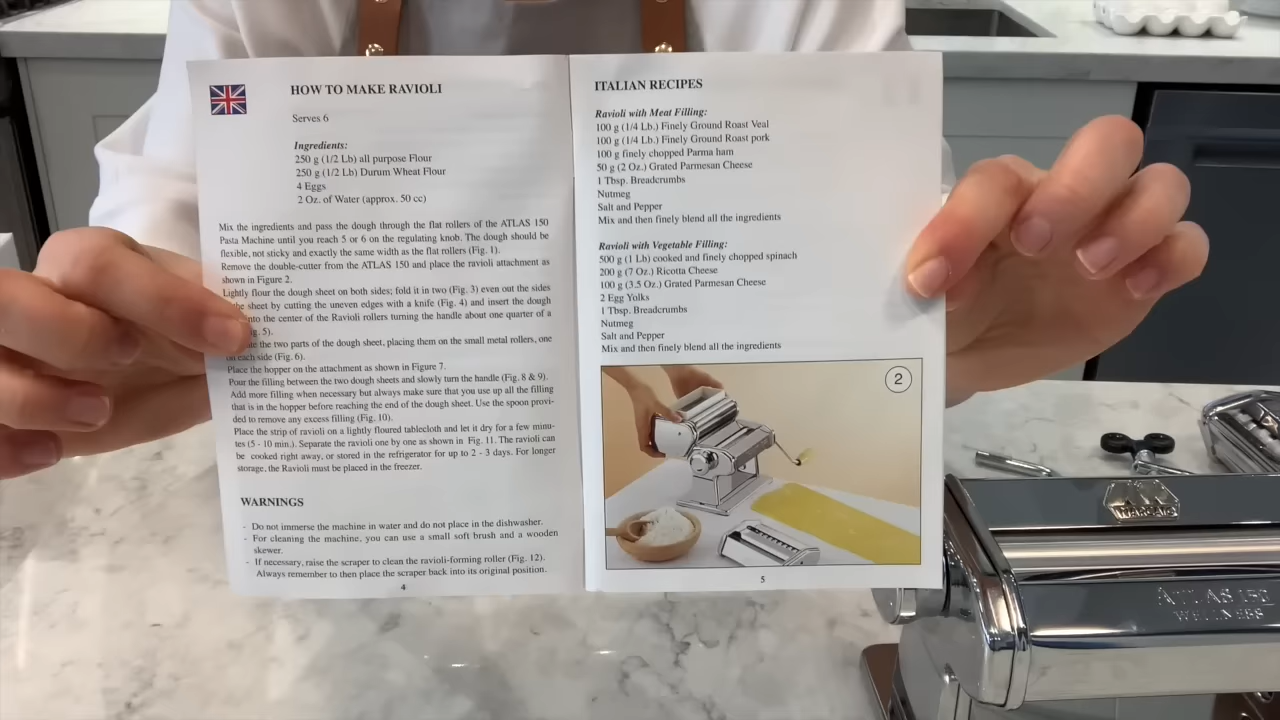 HOW TO MAKE RAVIOLI
Serves 6
Ingredients:
250 g (1/2 Lb) all purpose Flour
250 g (1/2 Lb) Durum Wheat Flour
4 Eggs
2 Oz. of Water (approx. 50 cc)
Mix the ingredients and pass the dough through the flat rollers of the ATLAS 150
Pasta Machine until you reach 5 or 6 on the regulating knob. The dough should be
flexible, not sticky and exactly the same width as the flat rollers (Fig. 1).
Remove the double-cutter from the ATLAS 150 and place the ravioli attachment as
shown in Figure 2.
Lightly flour the dough sheet on both sides; fold it in two (Fig. 3) even out the sides
the sheet by cutting the uneven edges with a knife (Fig. 4) and insert the dough
into the center of the Ravioli rollers turning the handle about one quarter of a
5).
the two parts of the dough sheet, placing them on the small metal rollers, one
on each side (Fig. 6).
Place the hopper on the attachment as shown in Figure 7.
Pour the filling between the two dough sheets and slowly turn the handle (Fig. 8 & 9).
Add more filling when necessary but always make sure that you use up all the filling
that is in the hopper before reaching the end of the dough sheet. Use the spoon provi-
ded to remove any excess filling (Fig. 10).
Place the strip of ravioli on a lightly floured tablecloth and let it dry for a few minu-
tes (5 - 10 min.). Separate the ravioli one by one as shown in Fig. 11. The ravioli can
be cooked right away, or stored in the refrigerator for up to 2 - 3 days. For longer
storage, the Ravioli must be placed in the freezer.
WARNINGS
- Do not immerse the machine in water and do not place in the dishwasher.
- For cleaning the machine, you can use a small soft brush and a wooden
skewer.
- If necessary, raise the scraper to clean the ravioli-forming roller (Fig. 12).
Always remember to then place the scraper back into its original position.
4
ITALIAN RECIPES
Ravioli with Meat Filling:
100 g (1/4 Lb.) Finely Ground Roast Veal
100 g (1/4 Lb.) Finely Ground Roast pork
100 g finely chopped Parma ham
50 g (2 Oz.) Grated Parmesan Cheese
1 Tbsp. Breadcrumbs
Nutmeg
Salt and Pepper
Mix and then finely blend all the ingredients
Ravioli with Vegetable Filling:
500 g (1 Lb) cooked and finely chopped spinach
200 g (7 Oz.) Ricotta Cheese
100 g (3.5 Oz.) Grated Parmesan Cheese
2 Egg Yolks
1 Tbsp. Breadcrumbs
Nutmeg
Salt and Pepper
Mix and then finely blend all the ingredients
2
5
ATLAS 150
WELLNESS